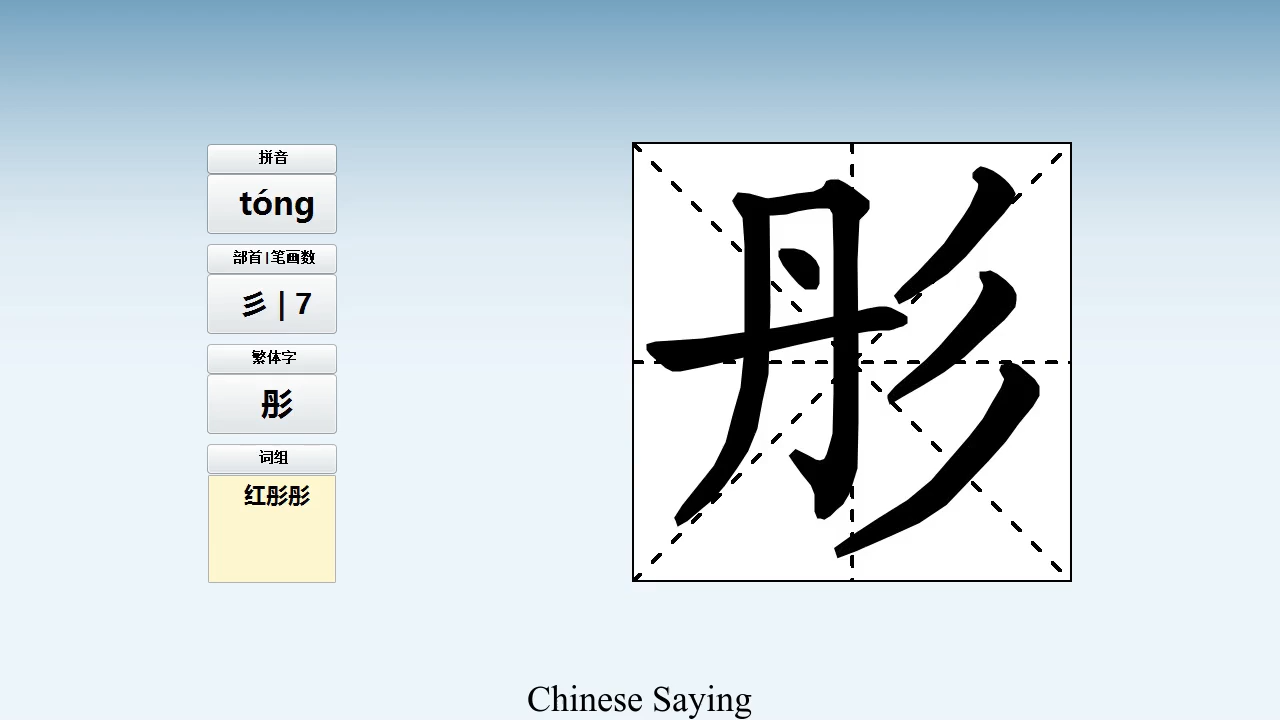 拼音
tóng
部首|笔画数
彡 | 7
繁体字
彤
词组
红彤彤
彤
Chinese Saying